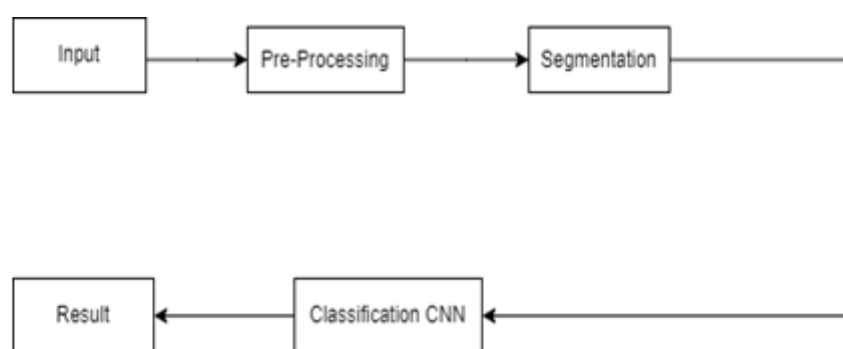 Input
Pre-Processing
Segmentation
Classification CNN
Result